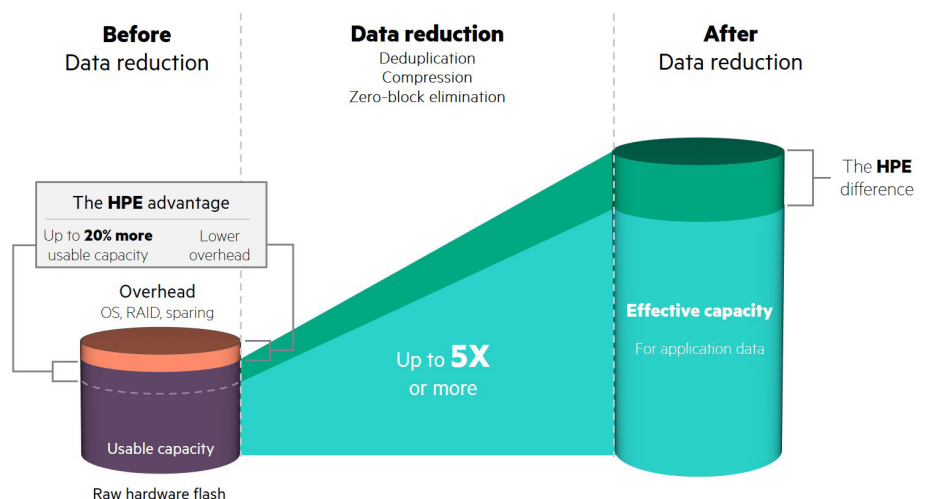 Before
Data reduction
Data reduction
Deduplication
Compression
Zero-block elimination
After
Data reduction
The HPE advantage
Up to 20% more
usable capacity
Lower
overhead
Overhead
OS, RAID, sparing
Usable capacity
Raw hardware flash
Up to 5X
or more
The HPE
difference
Effective capacity
For application data